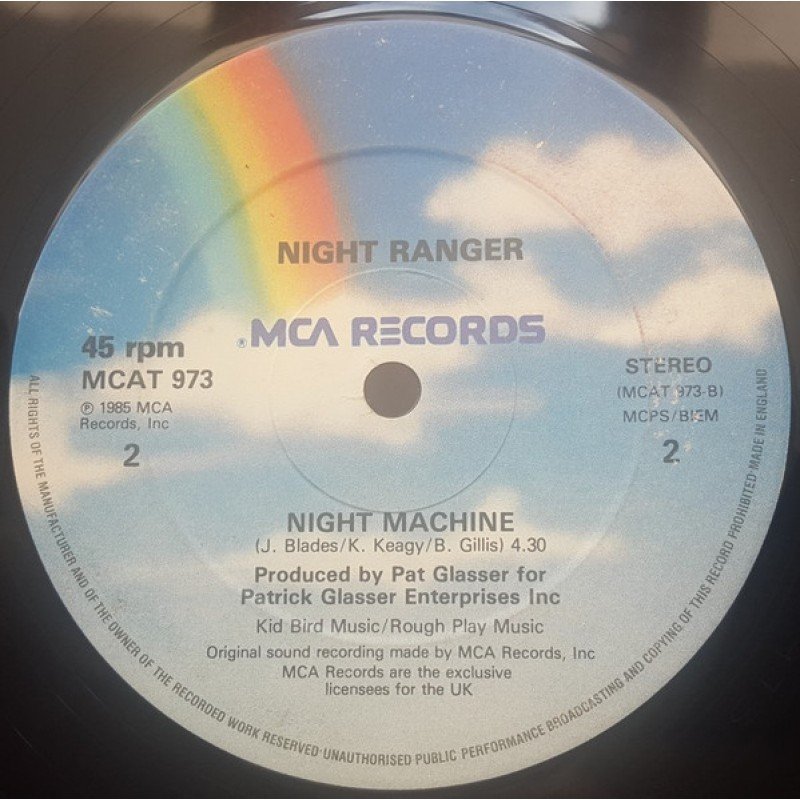 NIGHT RANGER
® MCA RECORDS
45 rpm
MCAT 973
℗ 1985 MCA
Records, Inc
2
STEREO
(MCAT 973-B)
MCPS/BIEM
2
NIGHT MACHINE
(J. Blades/K. Keagy/B. Gillis) 4.30
Produced by Pat Glasser for
Patrick Glasser Enterprises Inc
Kid Bird Music/Rough Play Music
Original sound recording made by MCA Records, Inc
MCA Records are the exclusive
licensees for the UK
ALL RIGHTS OF THE MANUFACTURER AND OF THE OWNER OF THE RECORDED WORK RESERVED·UNAUTHORISED PUBLIC PERFORMANCE BROADCASTING AND COPYING OF THIS RECORD PROHIBITED·MADE IN ENGLAND